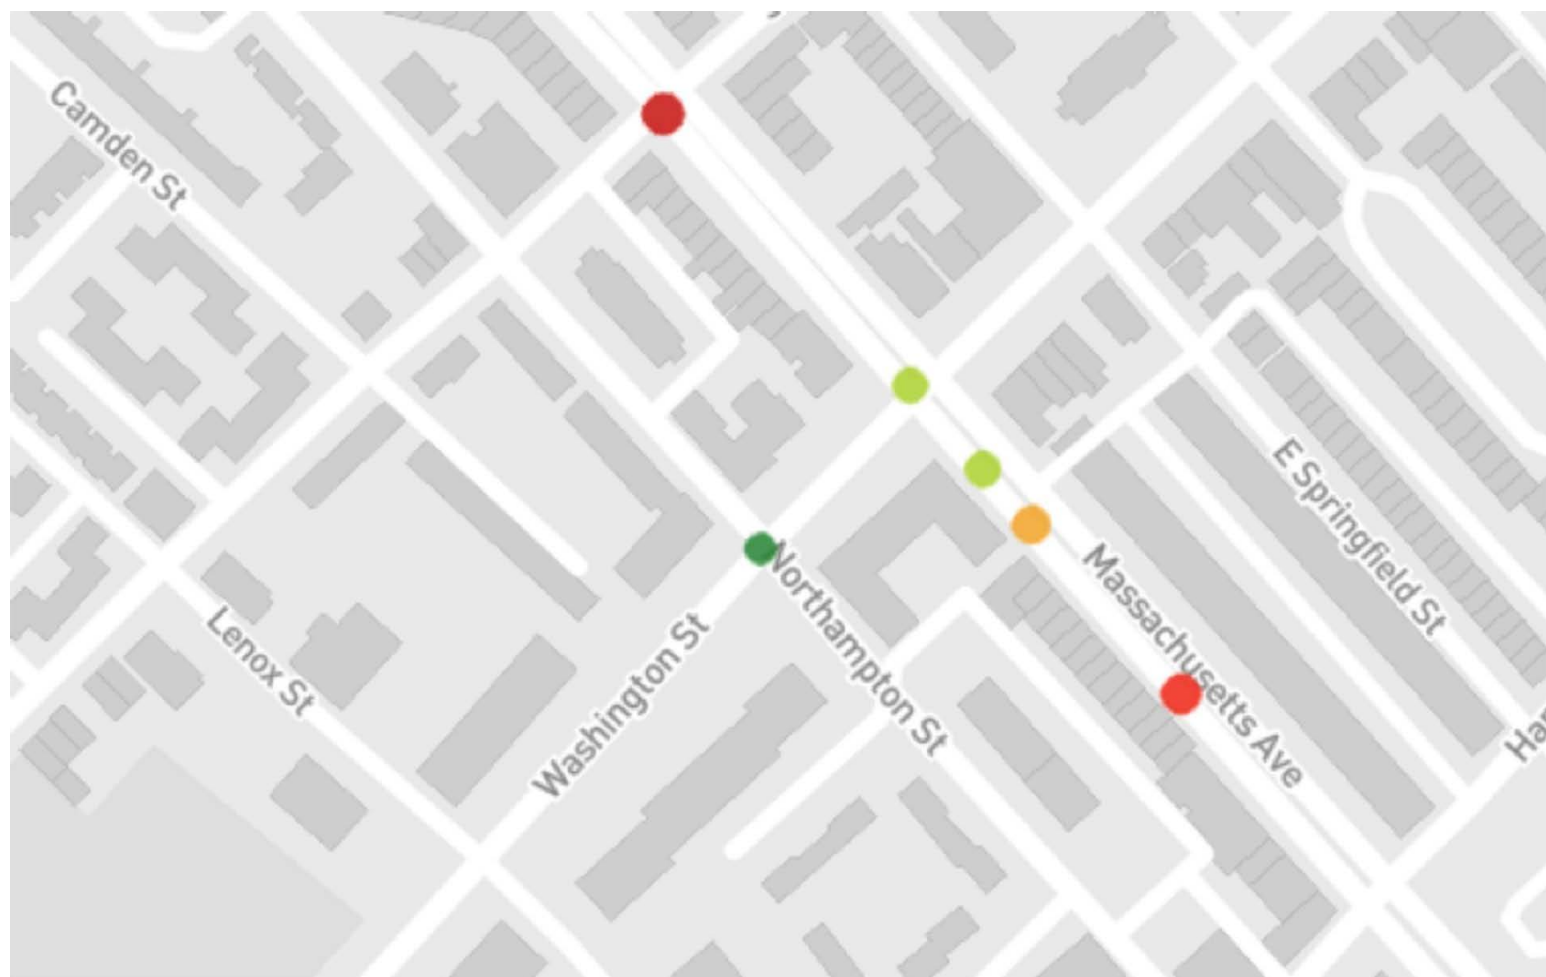 Camden St
E Springfield St
Northampton St
Massachusetts Ave
Lenox St
Washington St